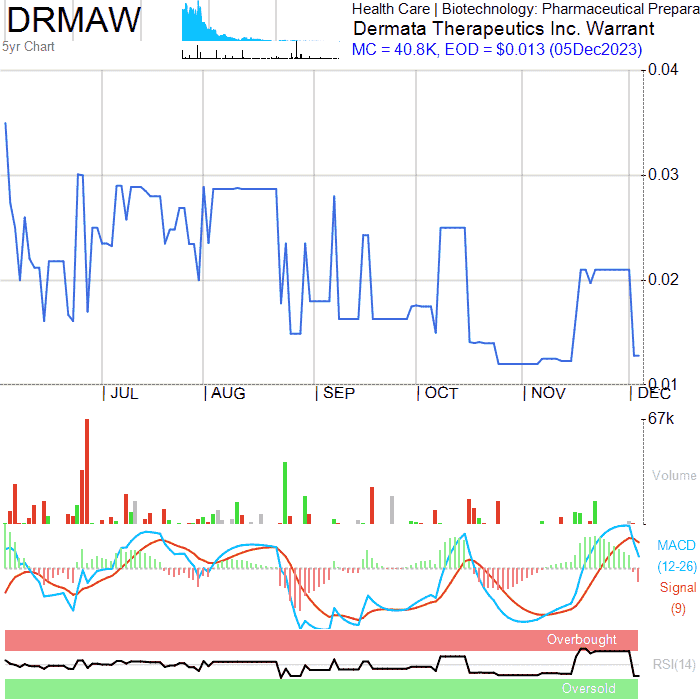 DRMAW
5yr Chart
Health Care | Biotechnology: Pharmaceutical Prepara
Dermata Therapeutics Inc. Warrant
MC = 40.8K, EOD = $0.013 (05Dec2023)
0.04
0.03
0.02
0.01
JUL AUG SEP OCT NOV DEC
67k
Volume
MACD
(12-26)
Signal
(9)
Overbought
RSI(14)
Oversold